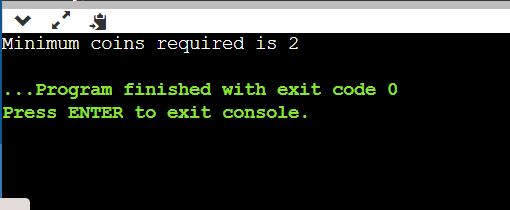 Minimum coins required is 2
...Program finished with exit code 0
Press ENTER to exit console.